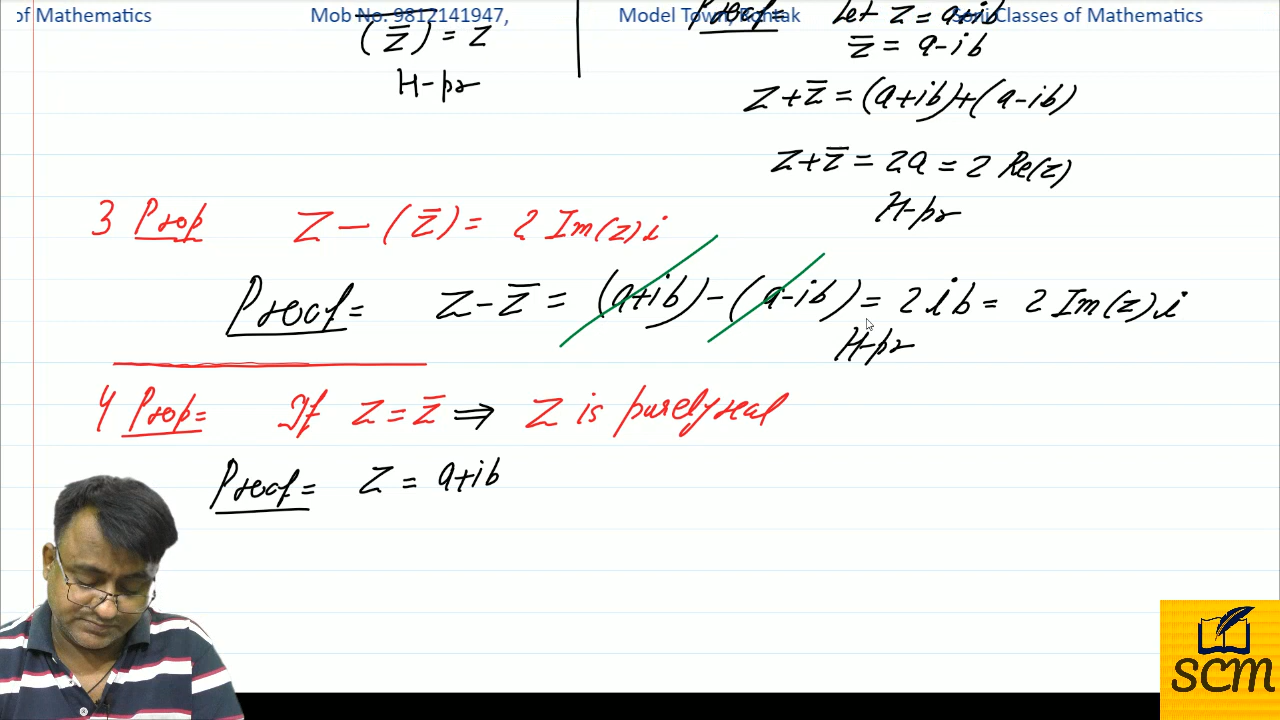 of Mathematics Mob No. 9812141947, Model Town, Rohtak Classes of Mathematics
(z̅) = z
H-pr
Proof= Let z = a+ib
z̅ = a-ib
z+z̅ = (a+ib)+(a-ib)
z+z̅ = 2a = 2 Re(z)
H-pr
3 Prop z - (z̅) = 2 Im(z)i
Proof= z-z̅ = (a+ib)-(a-ib) = 2ib = 2 Im(z)i
H-pr
4 Prop= If z = z̅ ⇒ z is purely real
Proof= z = a+ib
SCM